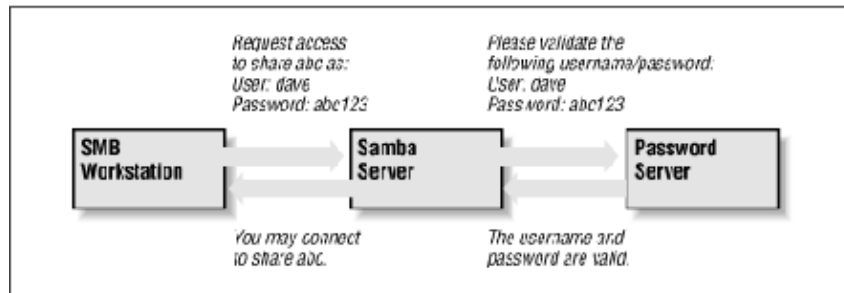 Request access
to share abc as:
User: dave
Password: abc123
Please validate the
following username/password:
User: dave
Password: abc123
SMB
Workstation
Samba
Server
Password
Server
You may connect
to share abc.
The username and
password are valid.